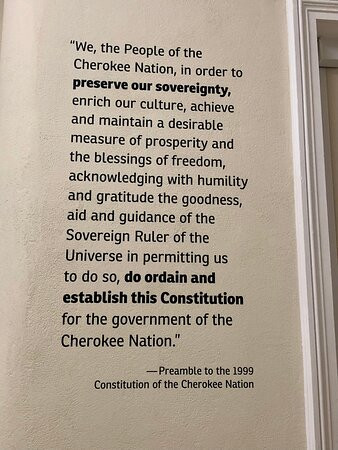 “We, the People of the
Cherokee Nation, in order to
preserve our sovereignty,
enrich our culture, achieve
and maintain a desirable
measure of prosperity and
the blessings of freedom,
acknowledging with humility
and gratitude the goodness,
aid and guidance of the
Sovereign Ruler of the
Universe in permitting us
to do so, do ordain and
establish this Constitution
for the government of the
Cherokee Nation.”
—Preamble to the 1999
Constitution of the Cherokee Nation